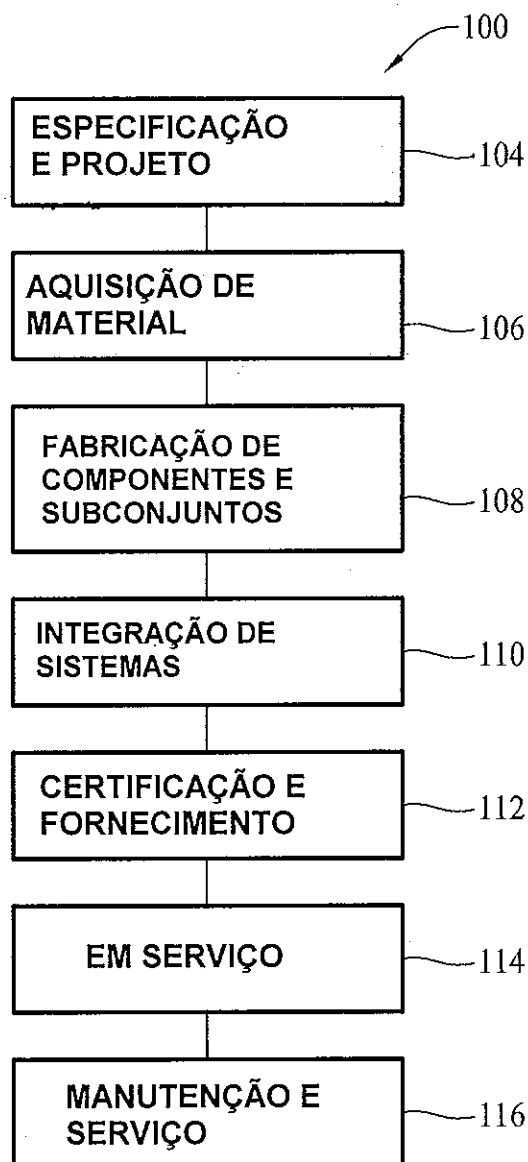 100
ESPECIFICAÇÃO
E PROJETO
104
AQUISIÇÃO DE
MATERIAL
106
FABRICAÇÃO DE
COMPONENTES E
SUBCONJUNTOS
108
INTEGRAÇÃO DE
SISTEMAS
110
CERTIFICAÇÃO E
FORNECIMENTO
112
EM SERVIÇO
114
MANUTENÇÃO E
SERVIÇO
116